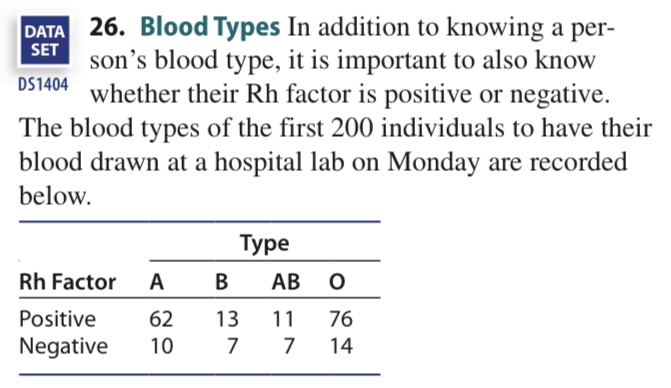 DATA SET DS1404
26. Blood Types In addition to knowing a per-
son's blood type, it is important to also know
whether their Rh factor is positive or negative.
The blood types of the first 200 individuals to have their
blood drawn at a hospital lab on Monday are recorded
below.
Type
Rh Factor A B AB O
Positive 62 13 11 76
Negative 10 7 7 14